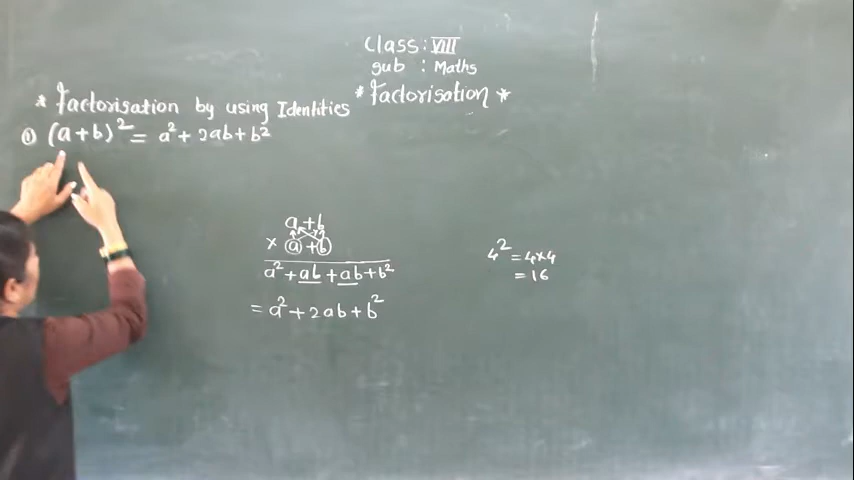 Class: VIII
Sub : Maths
* Factorisation *
* Factorisation by using Identities
① (a+b)² = a² + 2ab + b²
a + b
× a + b
a² + ab + ab + b²
= a² + 2ab + b²
4² = 4×4
= 16